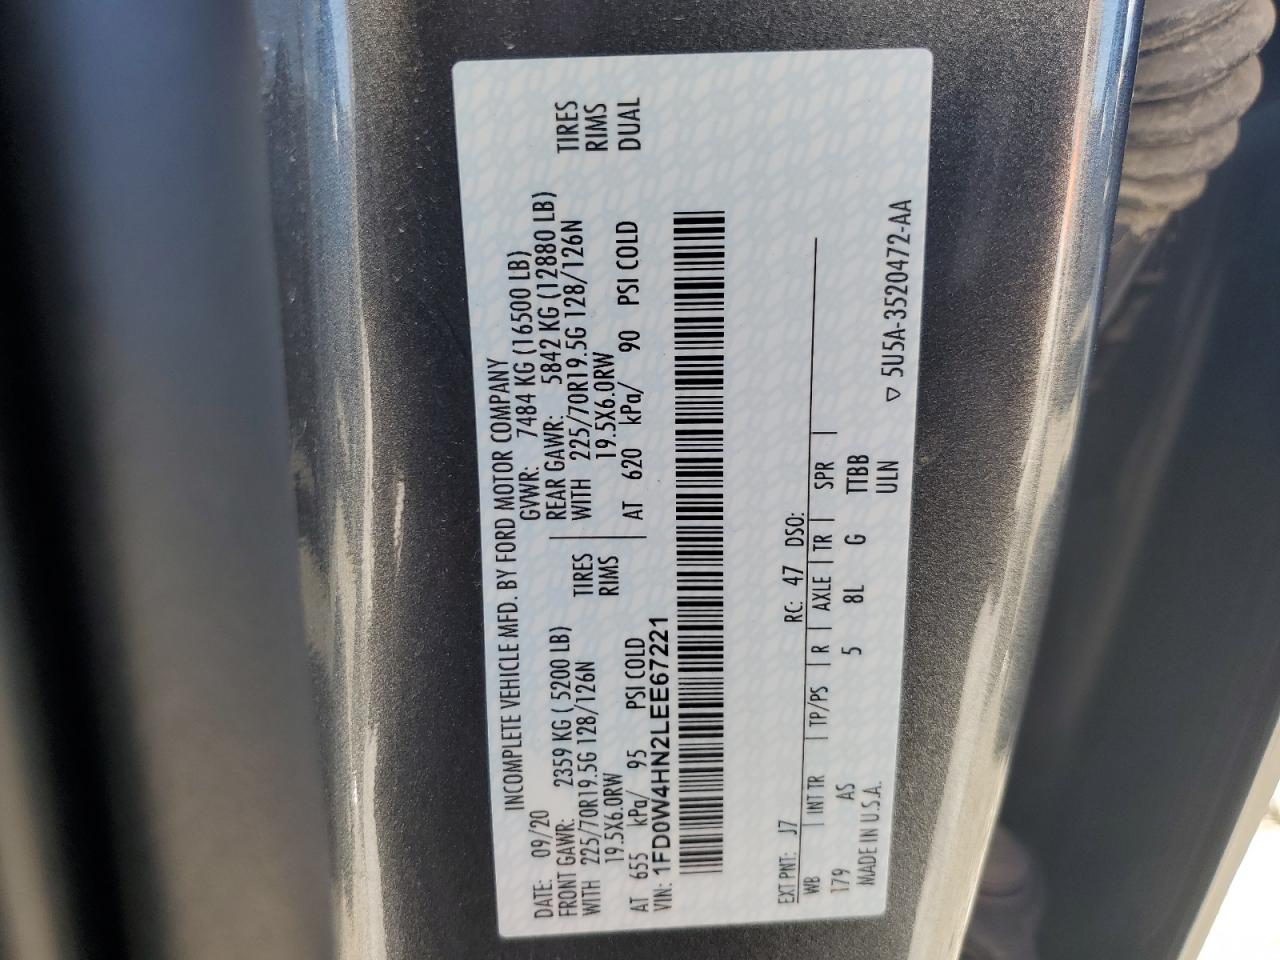 INCOMPLETE VEHICLE MFD. BY FORD MOTOR COMPANY
DATE: 09/20 GVWR: 7484 KG (16500 LB)
FRONT GAWR: 2359 KG ( 5200 LB) REAR GAWR: 5842 KG (12880 LB)
WITH 225/70R19.5G 128/126N TIRES WITH 225/70R19.5G 128/126N TIRES
19.5X6.0RW RIMS 19.5X6.0RW RIMS
AT 655 kPa/ 95 PSI COLD AT 620 kPa/ 90 PSI COLD DUAL
VIN: 1FD0W4HN2LEE67221
EXT PNT: J7 RC: 47 DSO:
WB | INT TR | TP/PS | R | AXLE | TR | SPR |
179 AS 5 8L G TTBB
MADE IN U.S.A. ULN
▽ 5U5A-3520472-AA